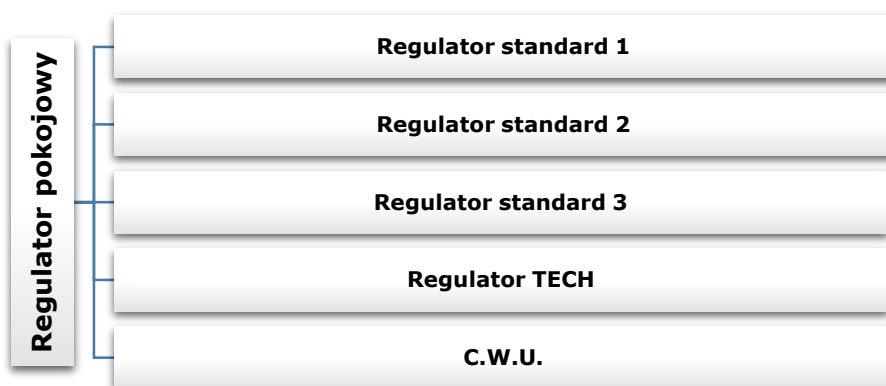 Regulator pokojowy
Regulator standard 1
Regulator standard 2
Regulator standard 3
Regulator TECH
C.W.U.